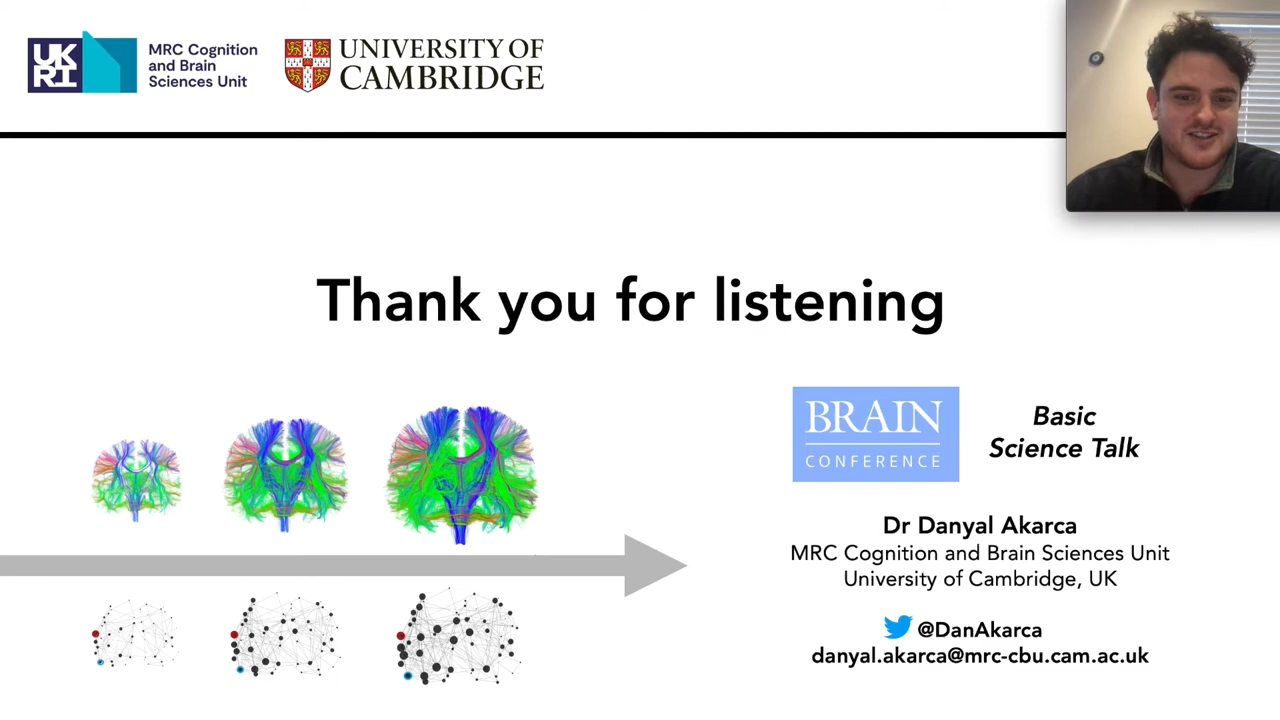 UK
RI
MRC Cognition
and Brain
Sciences Unit
UNIVERSITY OF
CAMBRIDGE
Thank you for listening
BRAIN
CONFERENCE
Basic
Science Talk
Dr Danyal Akarca
MRC Cognition and Brain Sciences Unit
University of Cambridge, UK
@DanAkarca
danyal.akarca@mrc-cbu.cam.ac.uk